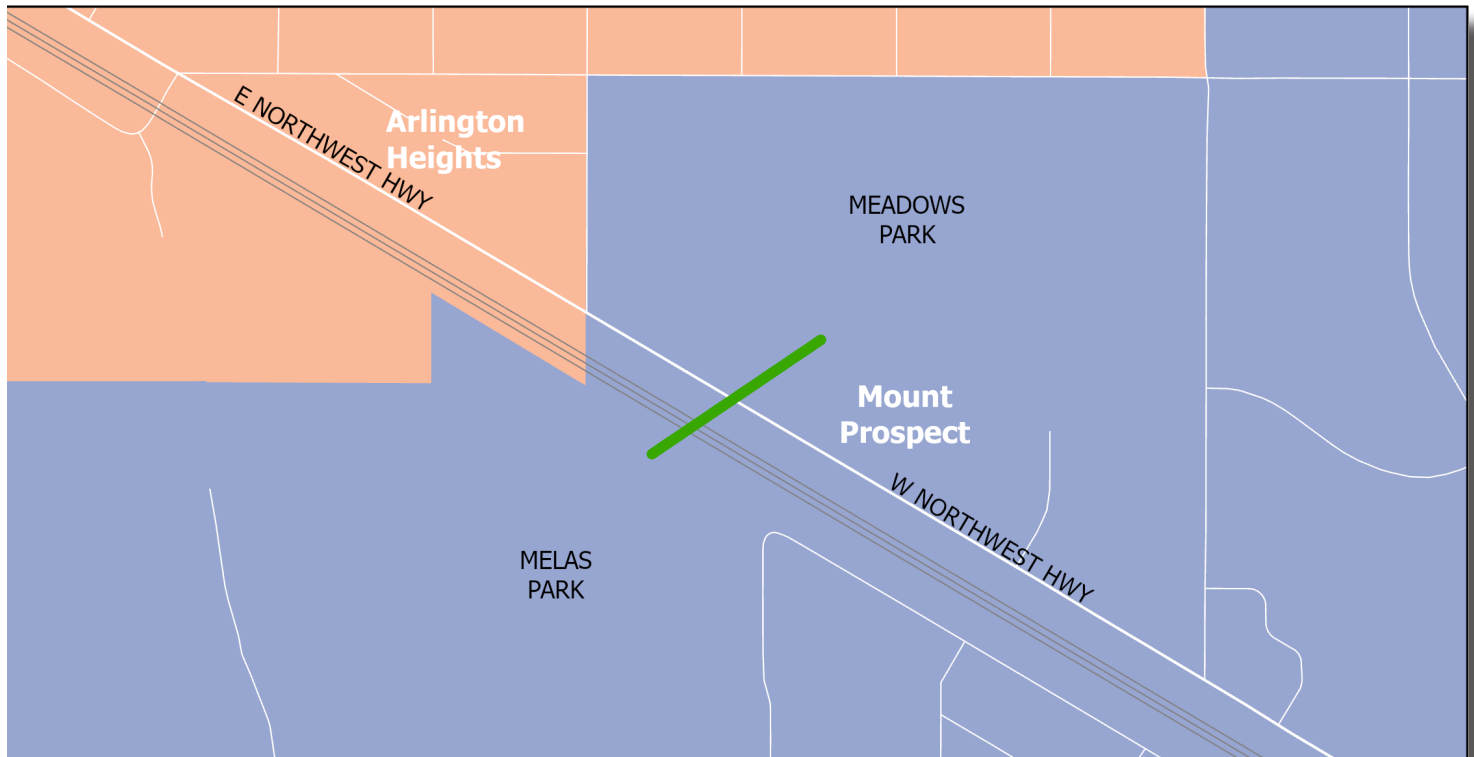 E NORTHWEST HWY
Arlington
Heights
MEADOWS
PARK
Mount
Prospect
W NORTHWEST HWY
MELAS
PARK